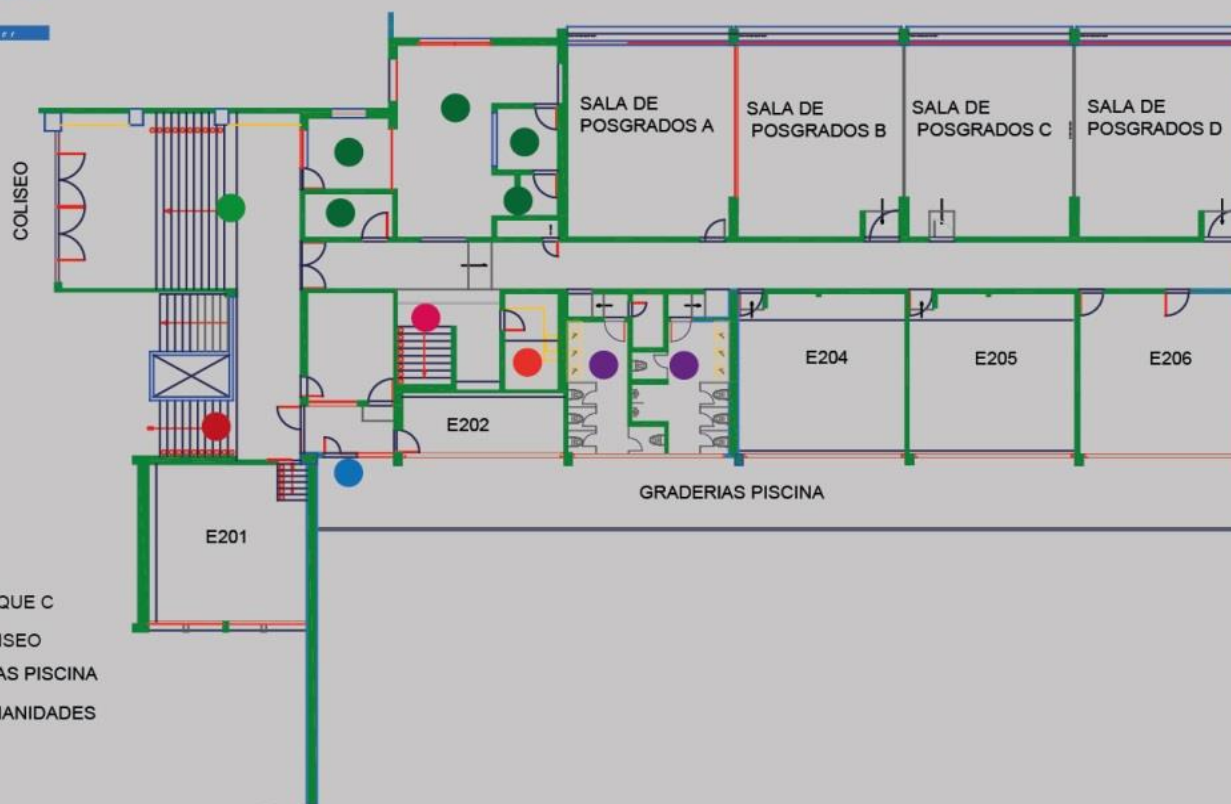 SALA DE
POSGRADOS A
SALA DE
POSGRADOS B
SALA DE
POSGRADOS C
SALA DE
POSGRADOS D
COLISEO
E204
E205
E206
E202
GRADERIAS PISCINA
E201
QUE C
ISEO
AS PISCINA
ANIDADES